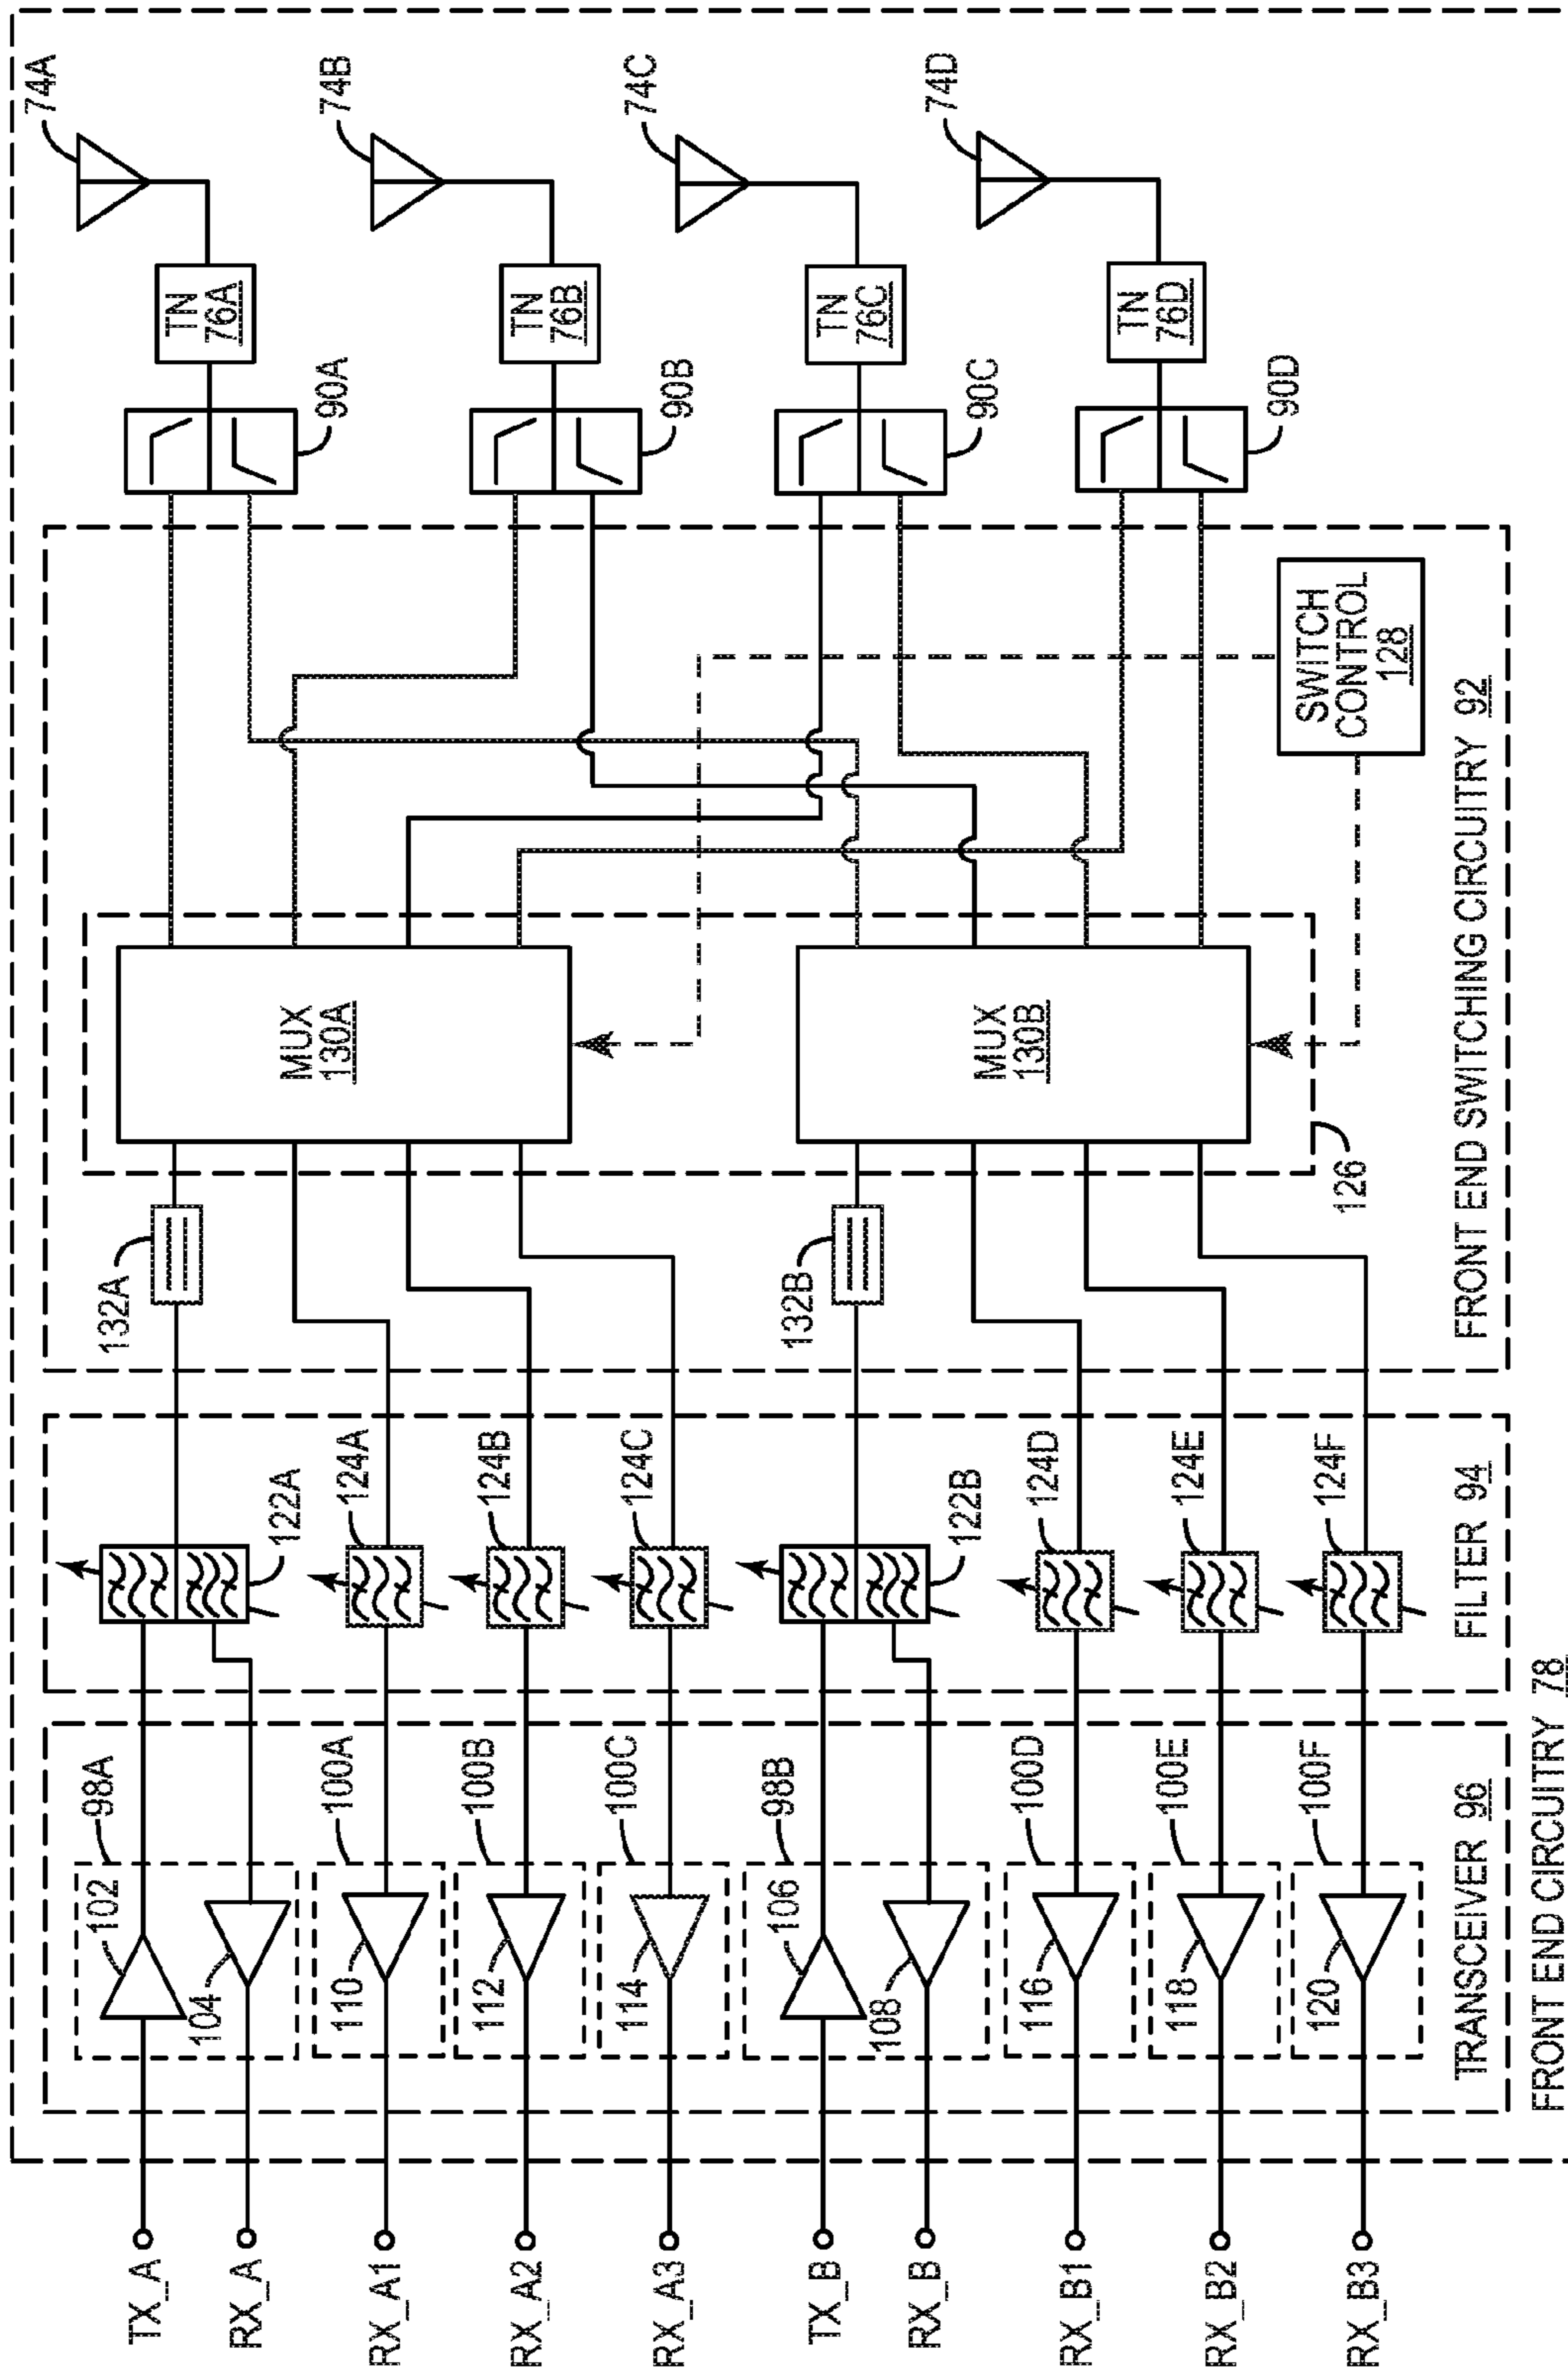 74A
74B
74C
74D
TN
76A
TN
76B
TN
76C
TN
76D
90A
90B
90C
90D
SWITCH
CONTROL
128
MUX
130A
MUX
130B
126
132A
132B
FRONT END SWITCHING CIRCUITRY 92
122A
124A
124B
124C
122B
124D
124E
124F
FILTER 94
98A
100A
100B
100C
98B
100D
100E
100F
102
104
110
112
114
106
108
116
118
120
TRANSCEIVER 96
FRONT END CIRCUITRY 78
TX_A
RX_A
RX_A1
RX_A2
RX_A3
TX_B
RX_B
RX_B1
RX_B2
RX_B3